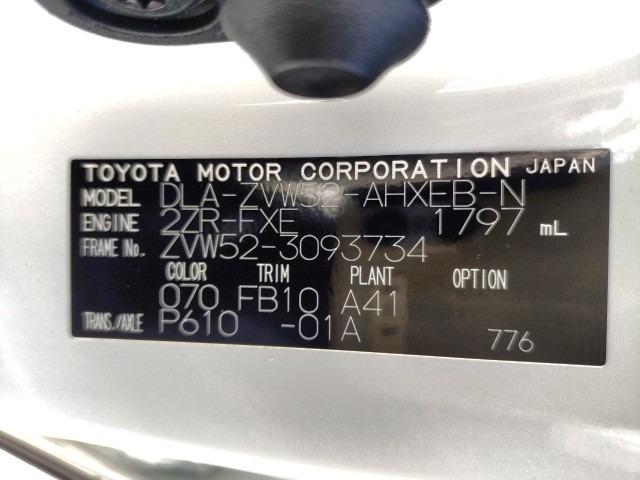 TOYOTA MOTOR CORPORATION JAPAN
MODEL DLA-ZVW52-AHXEB-N
ENGINE 2ZR-FXE 1797 mL
FRAME No. ZVW52-3093734
COLOR TRIM PLANT OPTION
070 FB10 A41
TRANS./AXLE P610 -01A 776